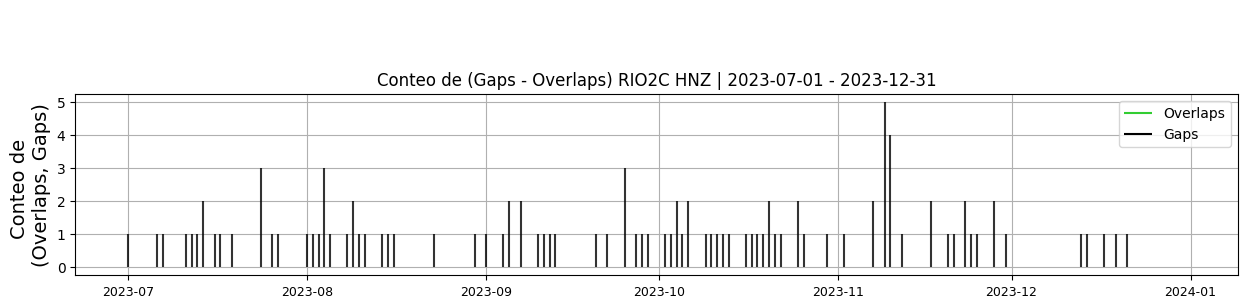 Conteo de (Gaps - Overlaps) RIO2C HNZ | 2023-07-01 - 2023-12-31
Conteo de
(Overlaps, Gaps)
5
4
3
2
1
0
Overlaps
Gaps
2023-07
2023-08
2023-09
2023-10
2023-11
2023-12
2024-01